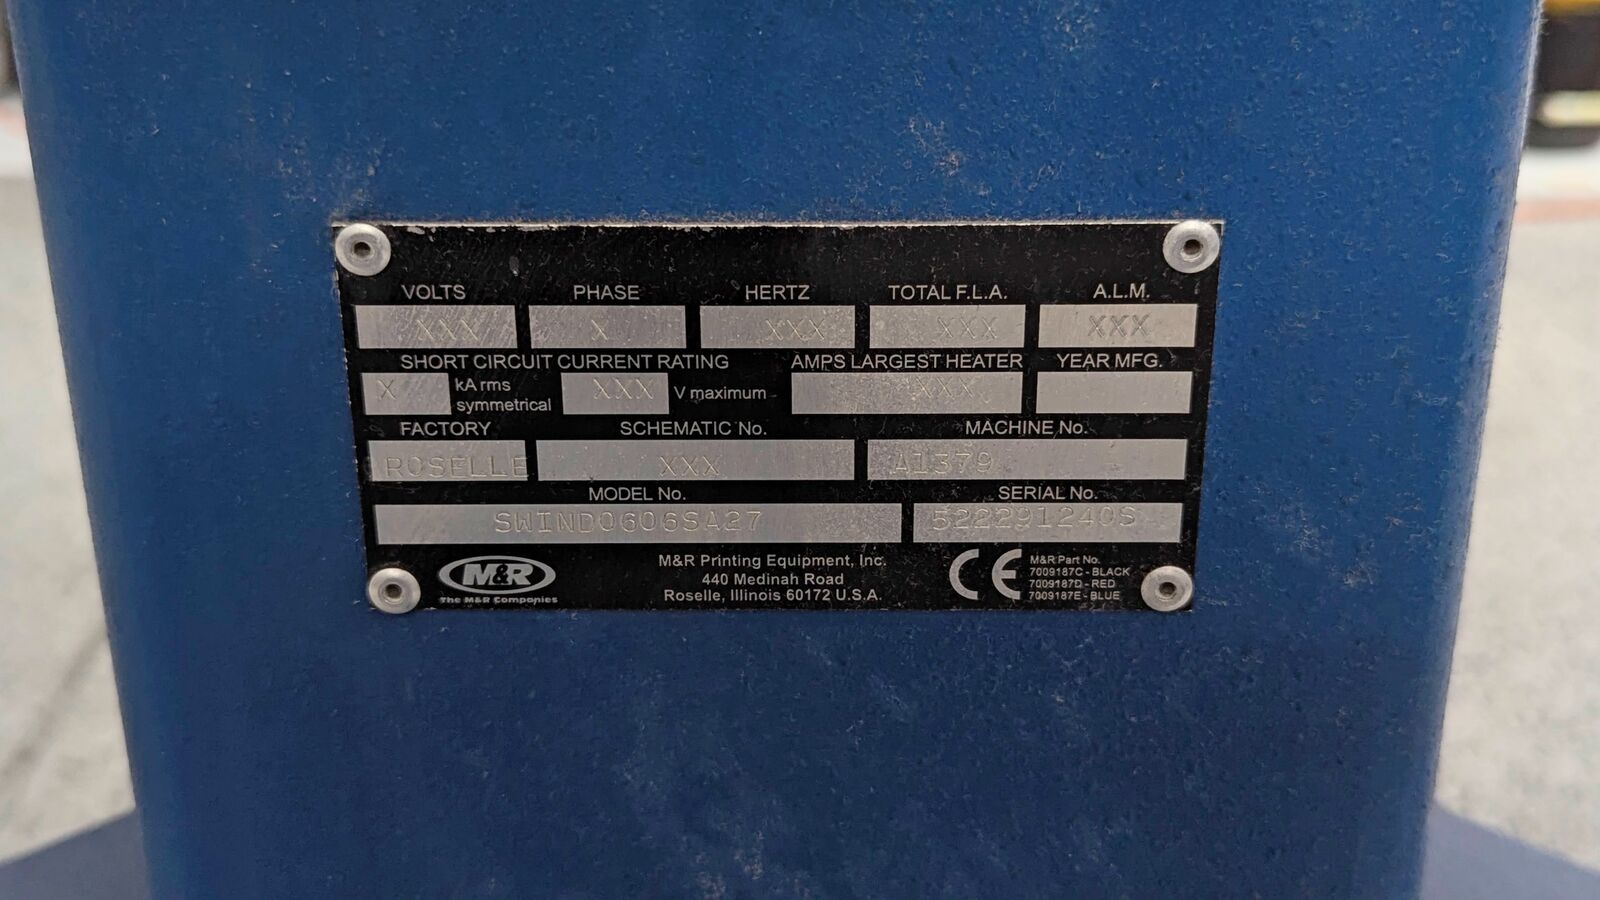 VOLTS PHASE HERTZ TOTAL F.L.A. A.L.M.
XXX X XXX XXX XXX
SHORT CIRCUIT CURRENT RATING AMPS LARGEST HEATER YEAR MFG.
X kA rms symmetrical XXX V maximum XXX
FACTORY SCHEMATIC No. MACHINE No.
ROSELLE XXX A1379
MODEL No. SERIAL No.
SWIND0606SA27 522291240S
M&R
The M&R Companies
M&R Printing Equipment, Inc.
440 Medinah Road
Roselle, Illinois 60172 U.S.A.
CE
M&R Part No.
7009187C - BLACK
7009187D - RED
7009187E - BLUE